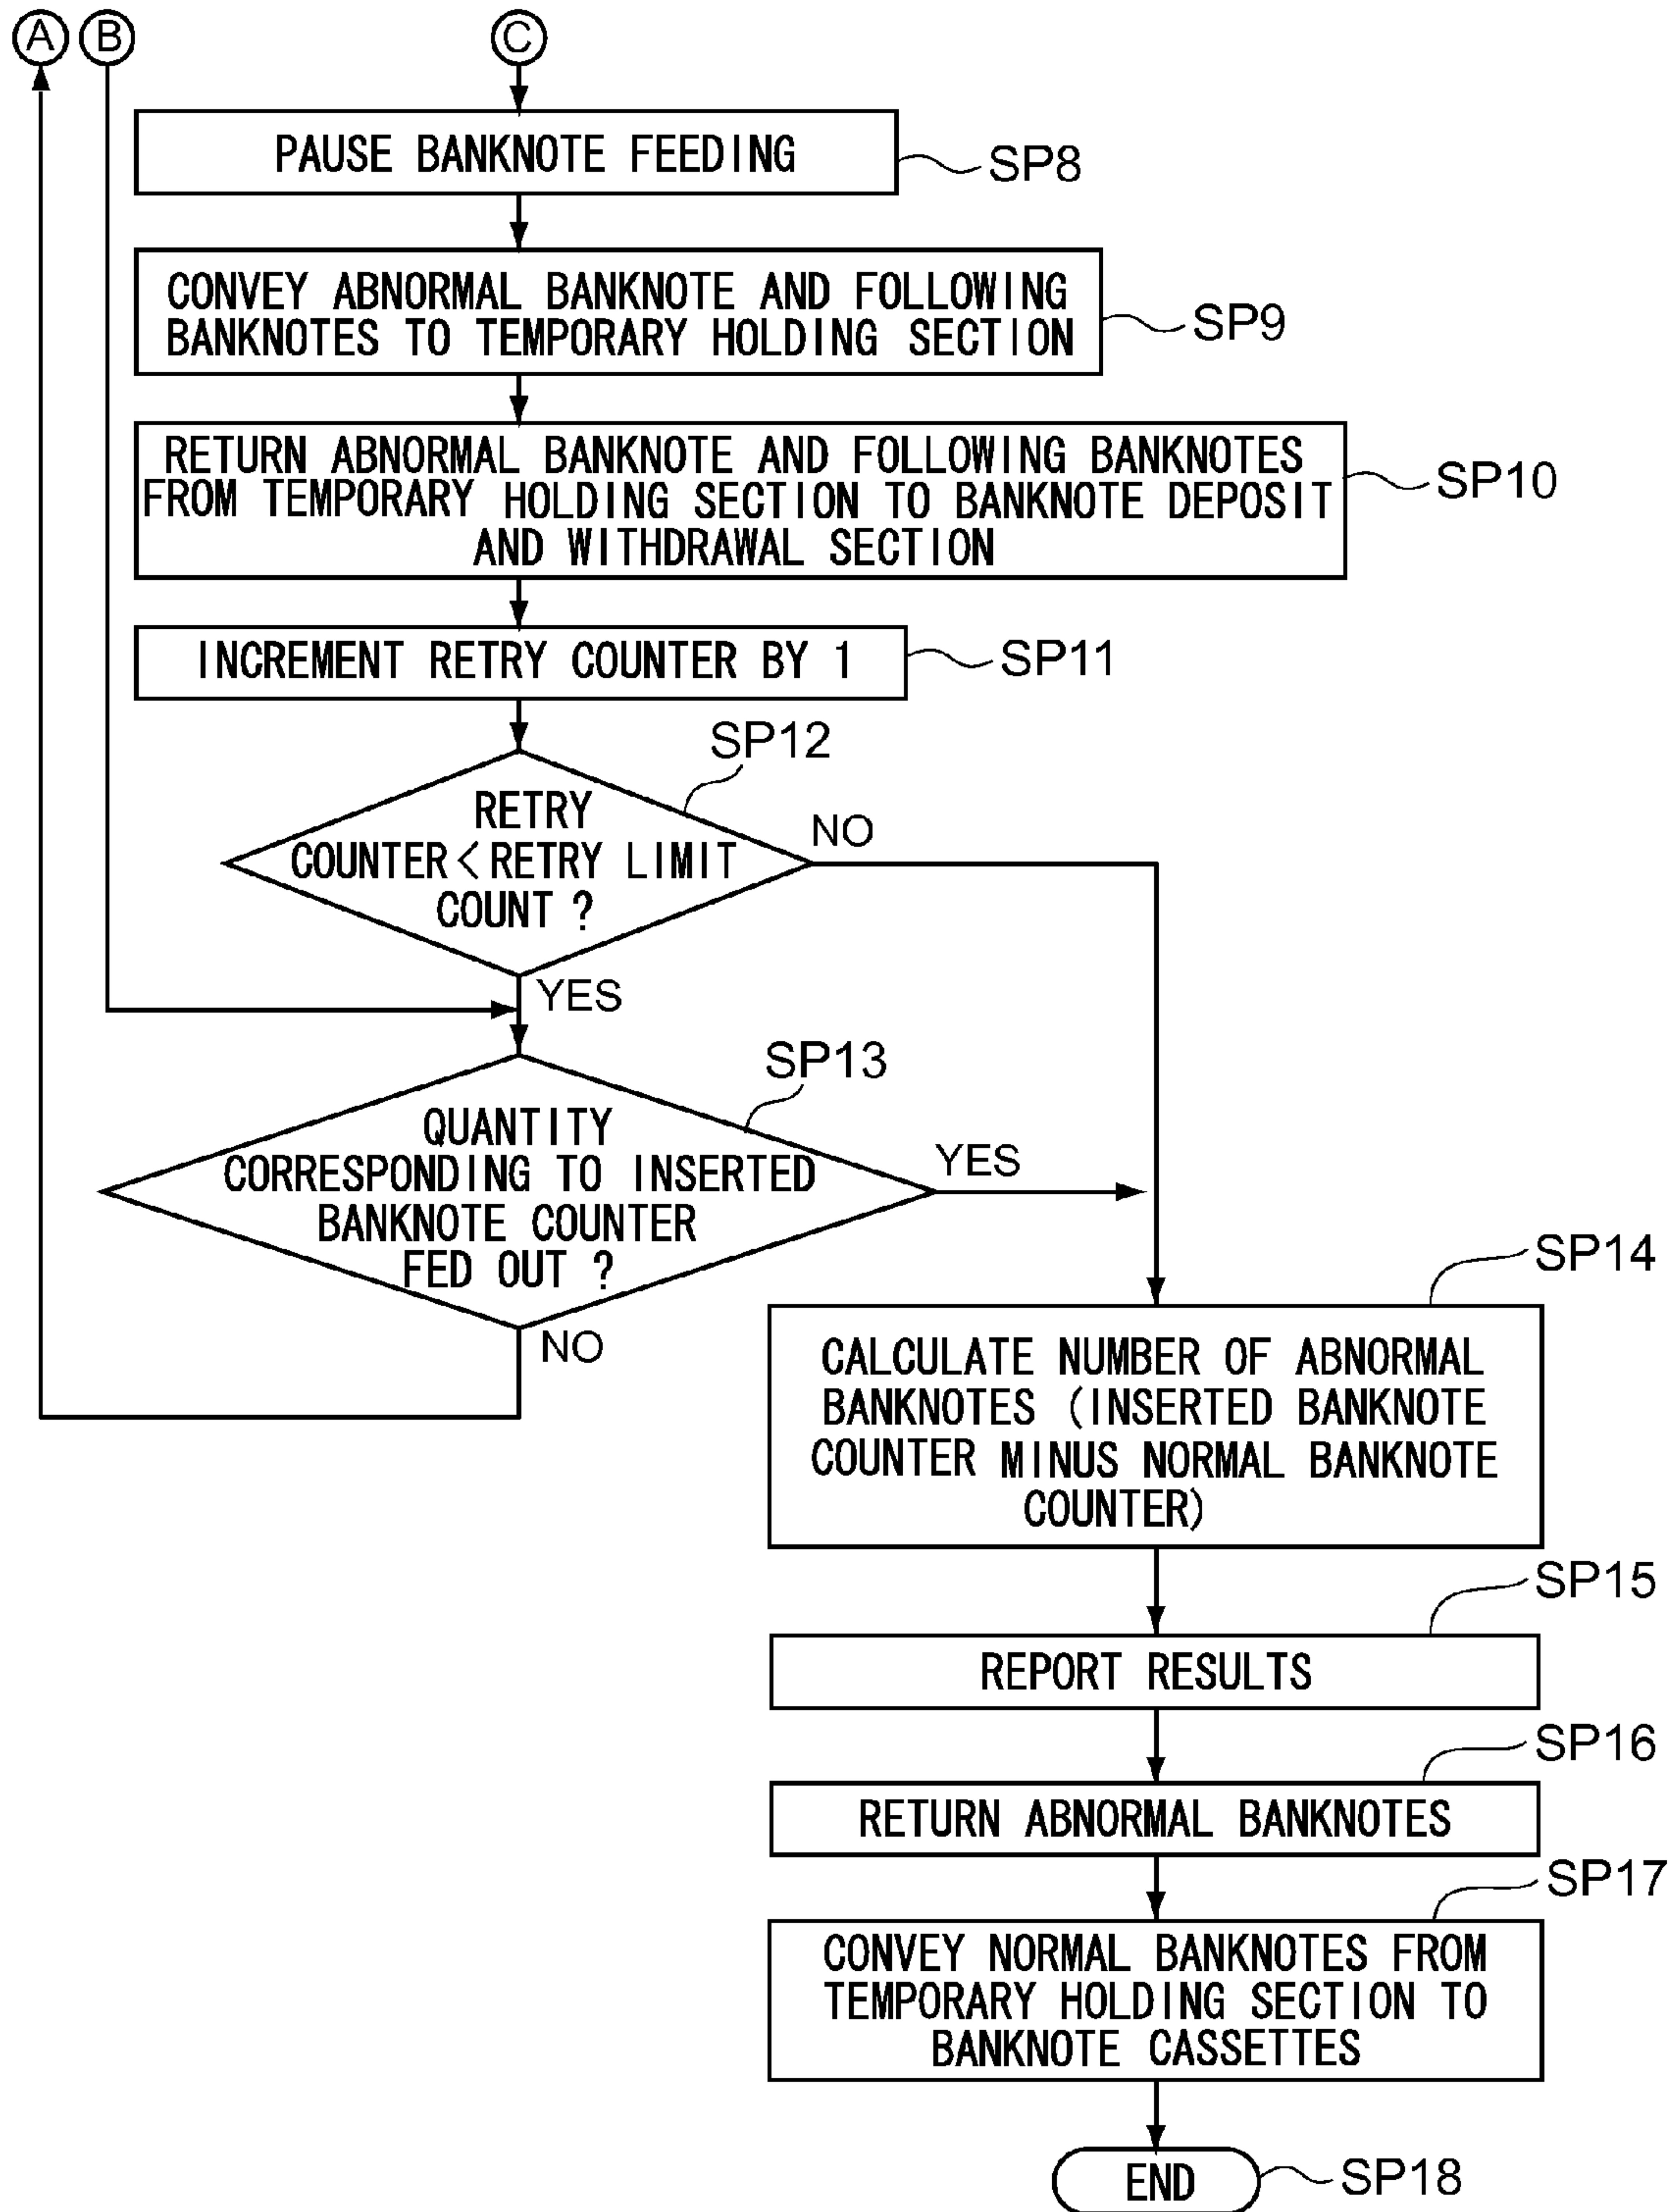 A
B
C
PAUSE BANKNOTE FEEDING
SP8
CONVEY ABNORMAL BANKNOTE AND FOLLOWING
BANKNOTES TO TEMPORARY HOLDING SECTION
SP9
RETURN ABNORMAL BANKNOTE AND FOLLOWING BANKNOTES
FROM TEMPORARY HOLDING SECTION TO BANKNOTE DEPOSIT
AND WITHDRAWAL SECTION
SP10
INCREMENT RETRY COUNTER BY 1
SP11
SP12
RETRY
COUNTER<RETRY LIMIT
COUNT ?
NO
YES
SP13
QUANTITY
CORRESPONDING TO INSERTED
BANKNOTE COUNTER
FED OUT ?
YES
NO
SP14
CALCULATE NUMBER OF ABNORMAL
BANKNOTES (INSERTED BANKNOTE
COUNTER MINUS NORMAL BANKNOTE
COUNTER)
SP15
REPORT RESULTS
SP16
RETURN ABNORMAL BANKNOTES
SP17
CONVEY NORMAL BANKNOTES FROM
TEMPORARY HOLDING SECTION TO
BANKNOTE CASSETTES
END
SP18